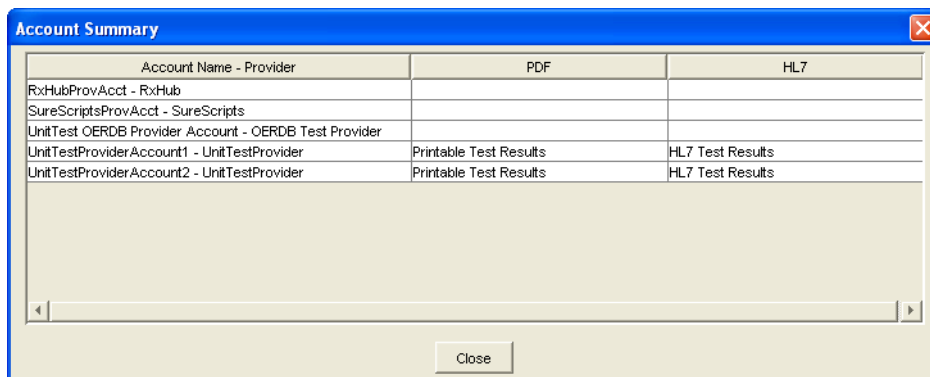 Account Summary
Account Name - Provider PDF HL7
RxHubProvAcct - RxHub
SureScriptsProvAcct - SureScripts
UnitTest OERDB Provider Account - OERDB Test Provider
UnitTestProviderAccount1 - UnitTestProvider Printable Test Results HL7 Test Results
UnitTestProviderAccount2 - UnitTestProvider Printable Test Results HL7 Test Results
Close